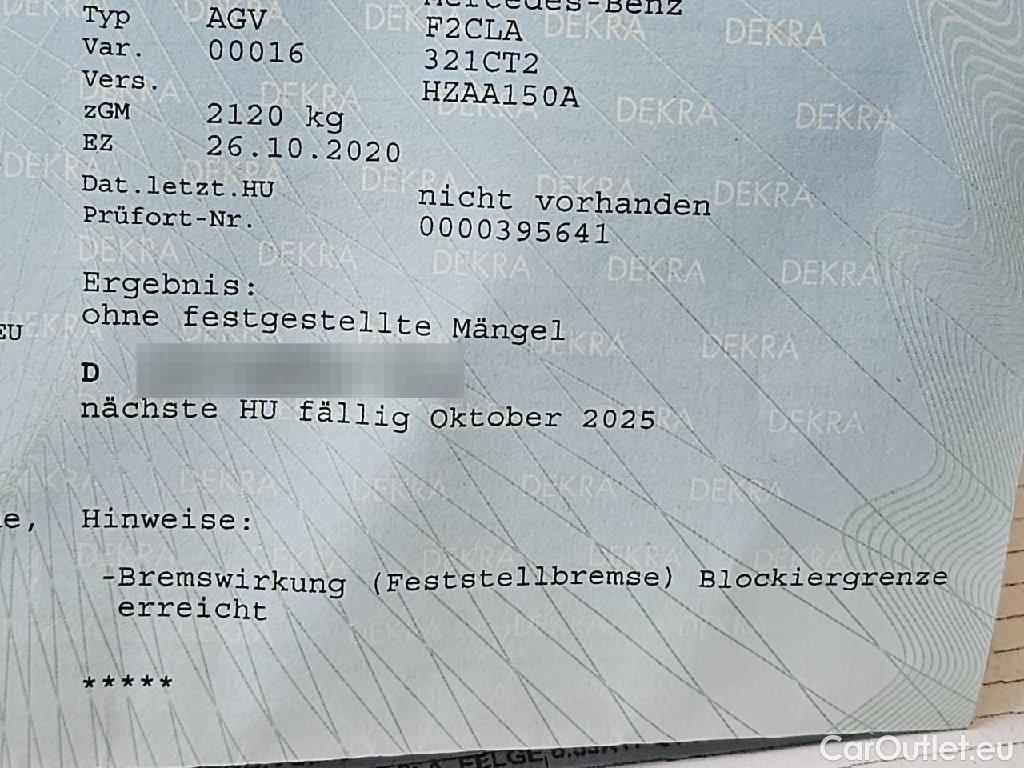 Mercedes-Benz
Typ AGV F2CLA
Var. 00016 321CT2
Vers. HZAA150A
zGM 2120 kg
EZ 26.10.2020
Dat.letzt.HU nicht vorhanden
Prüfort-Nr. 0000395641
Ergebnis:
EU ohne festgestellte Mängel
D
nächste HU fällig Oktober 2025
e, Hinweise:
-Bremswirkung (Feststellbremse) Blockiergrenze
erreicht
*****
DEKRA
FELGE
CarOutlet.eu